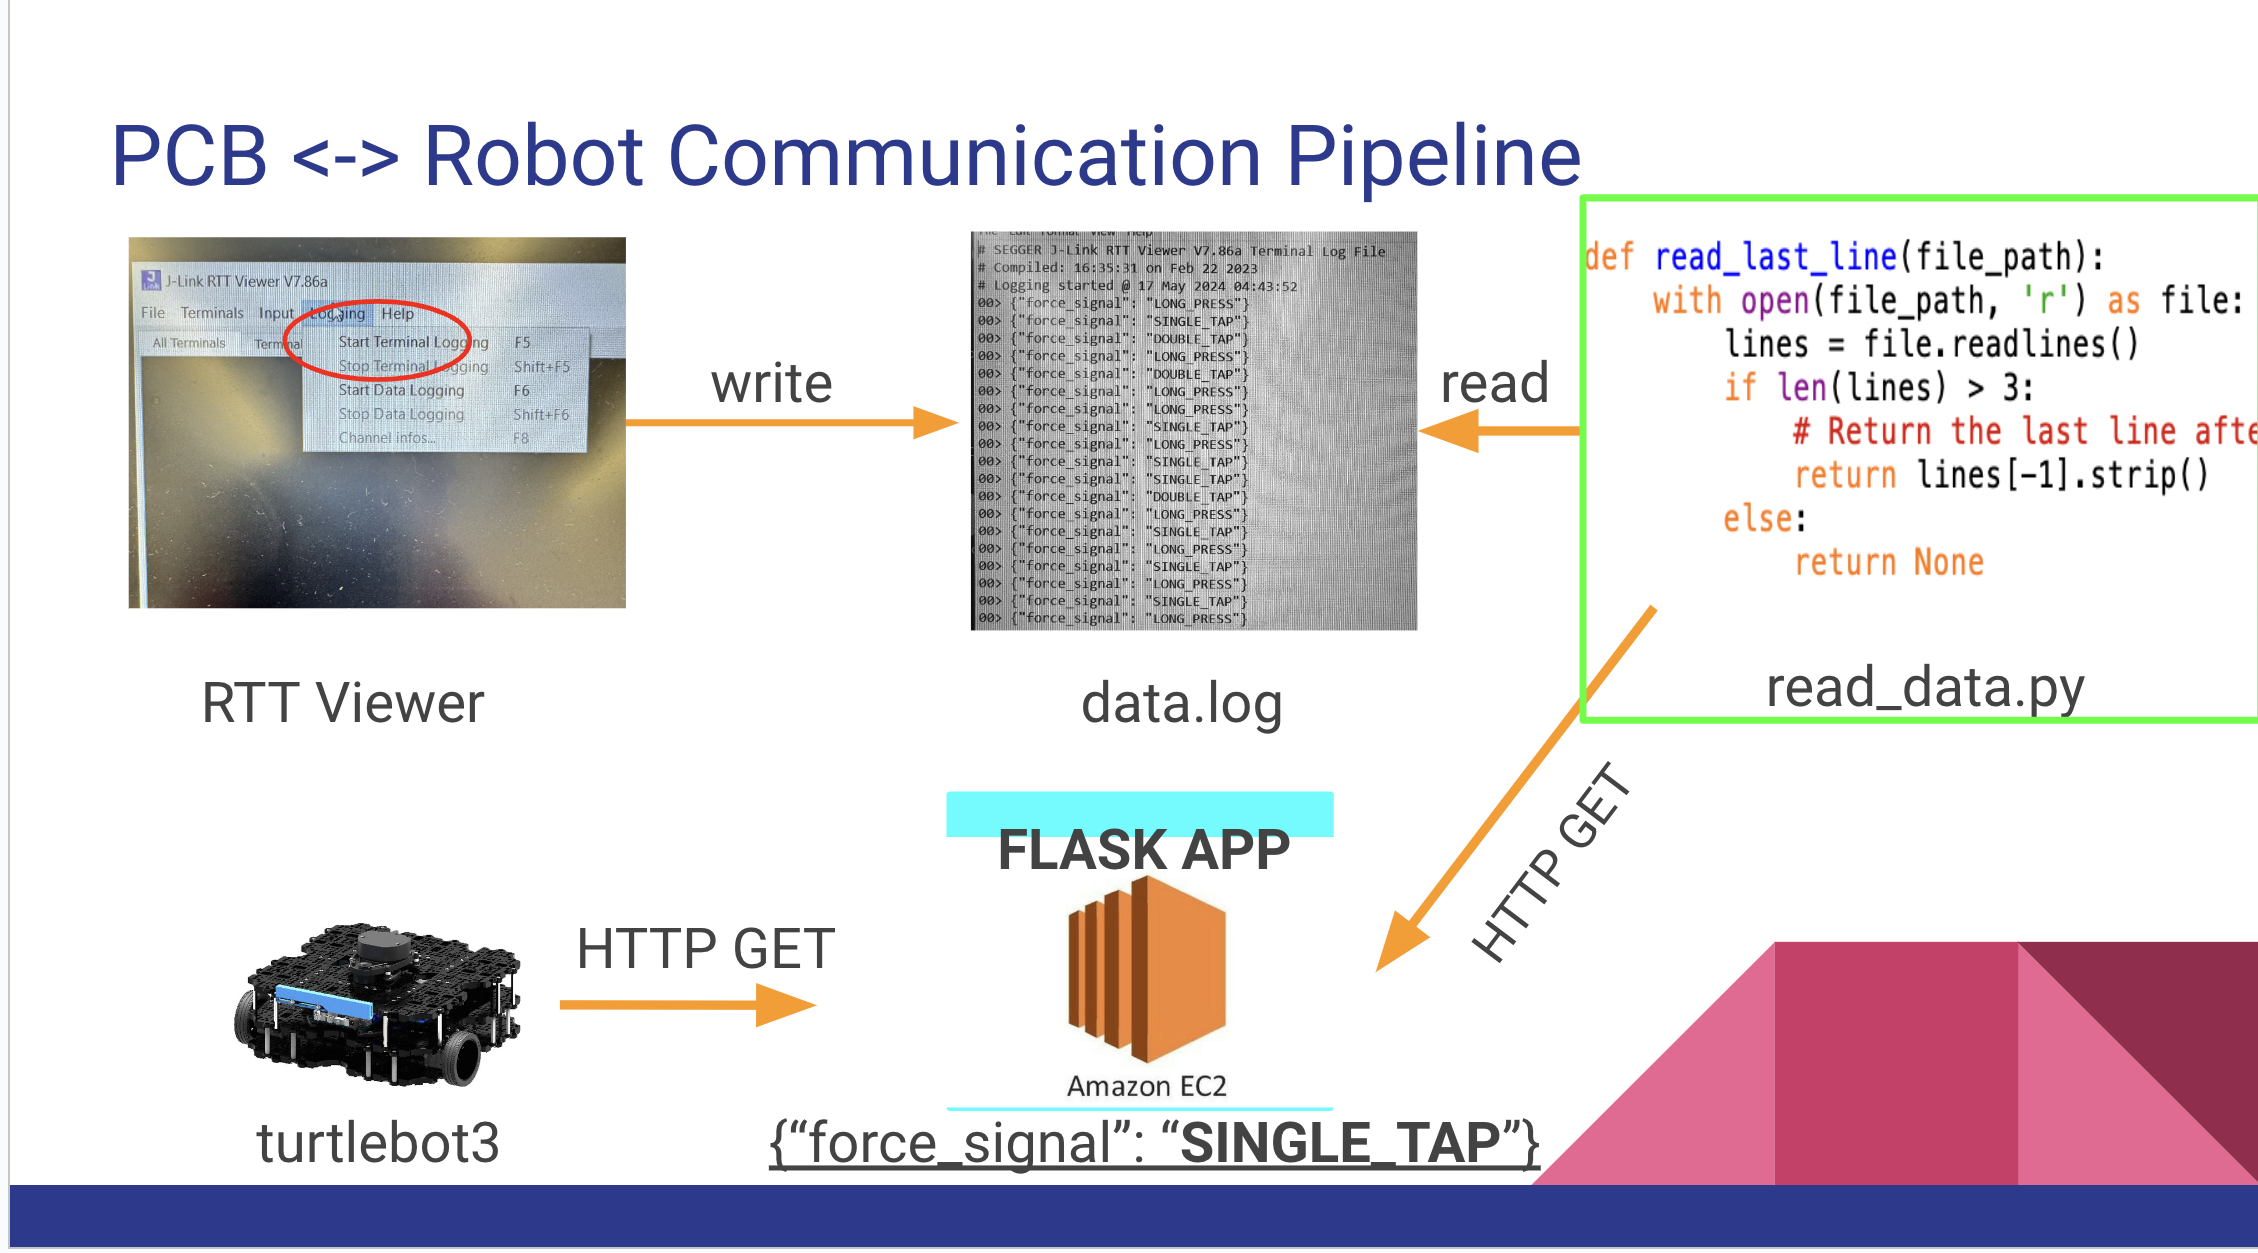 PCB <-> Robot Communication Pipeline
J-Link RTT Viewer V7.86a
File Terminals Input Logging Help
All Terminals
Start Terminal Logging F5
Stop Terminal Logging Shift+F5
Start Data Logging F6
Stop Data Logging Shift+F6
Channel infos... F8
RTT Viewer
write
# SEGGER J-Link RTT Viewer V7.86a Terminal Log File
# Compiled: 16:35:31 on Feb 22 2023
# Logging started @ 17 May 2024 04:43:52
00> {"force_signal": "LONG_PRESS"}
00> {"force_signal": "SINGLE_TAP"}
00> {"force_signal": "DOUBLE_TAP"}
00> {"force_signal": "LONG_PRESS"}
00> {"force_signal": "DOUBLE_TAP"}
00> {"force_signal": "LONG_PRESS"}
00> {"force_signal": "LONG_PRESS"}
00> {"force_signal": "SINGLE_TAP"}
00> {"force_signal": "LONG_PRESS"}
00> {"force_signal": "SINGLE_TAP"}
00> {"force_signal": "SINGLE_TAP"}
00> {"force_signal": "DOUBLE_TAP"}
00> {"force_signal": "LONG_PRESS"}
00> {"force_signal": "SINGLE_TAP"}
00> {"force_signal": "LONG_PRESS"}
00> {"force_signal": "SINGLE_TAP"}
00> {"force_signal": "LONG_PRESS"}
00> {"force_signal": "SINGLE_TAP"}
00> {"force_signal": "LONG_PRESS"}
data.log
read
def read_last_line(file_path):
with open(file_path, 'r') as file:
lines = file.readlines()
if len(lines) > 3:
# Return the last line afte
return lines[-1].strip()
else:
return None
read_data.py
HTTP GET
FLASK APP
Amazon EC2
HTTP GET
turtlebot3
{“force_signal”: “SINGLE_TAP”}